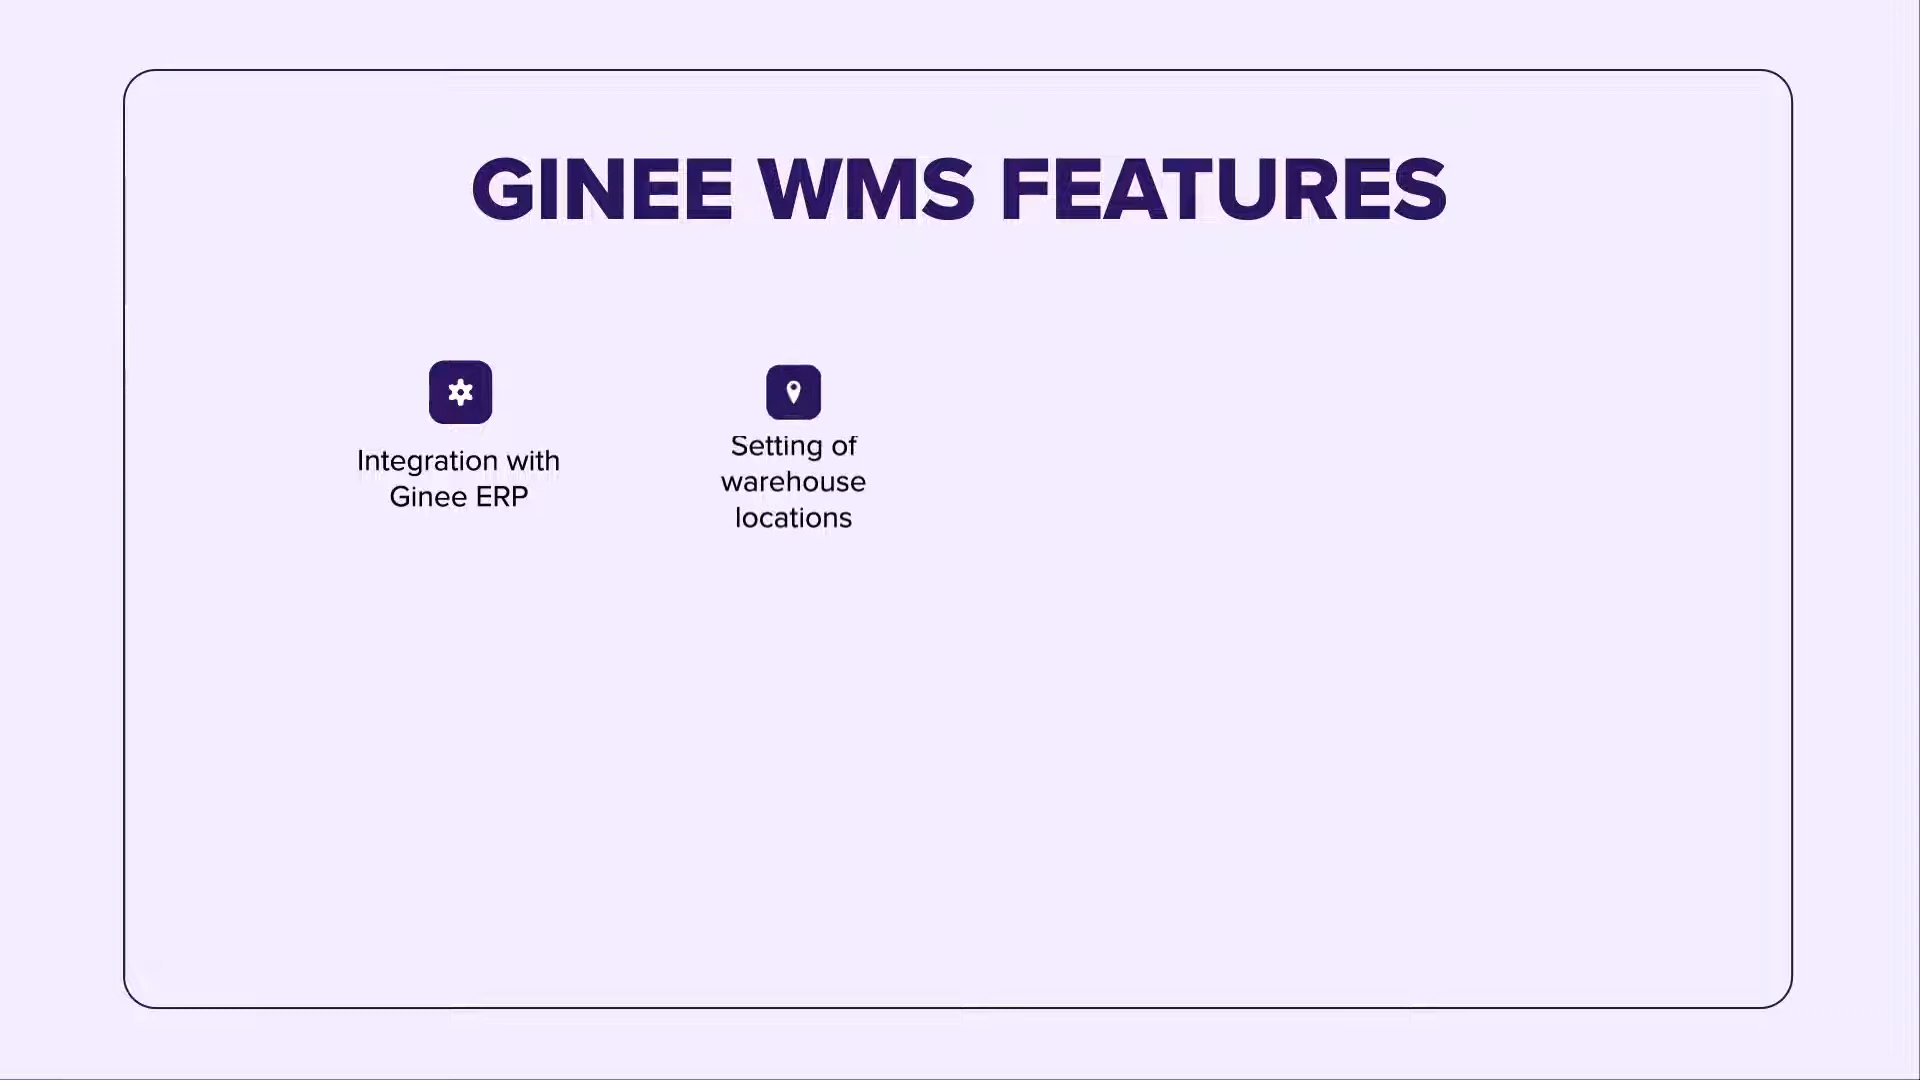 GINEE WMS FEATURES
Integration with
Ginee ERP
Setting of
warehouse
locations